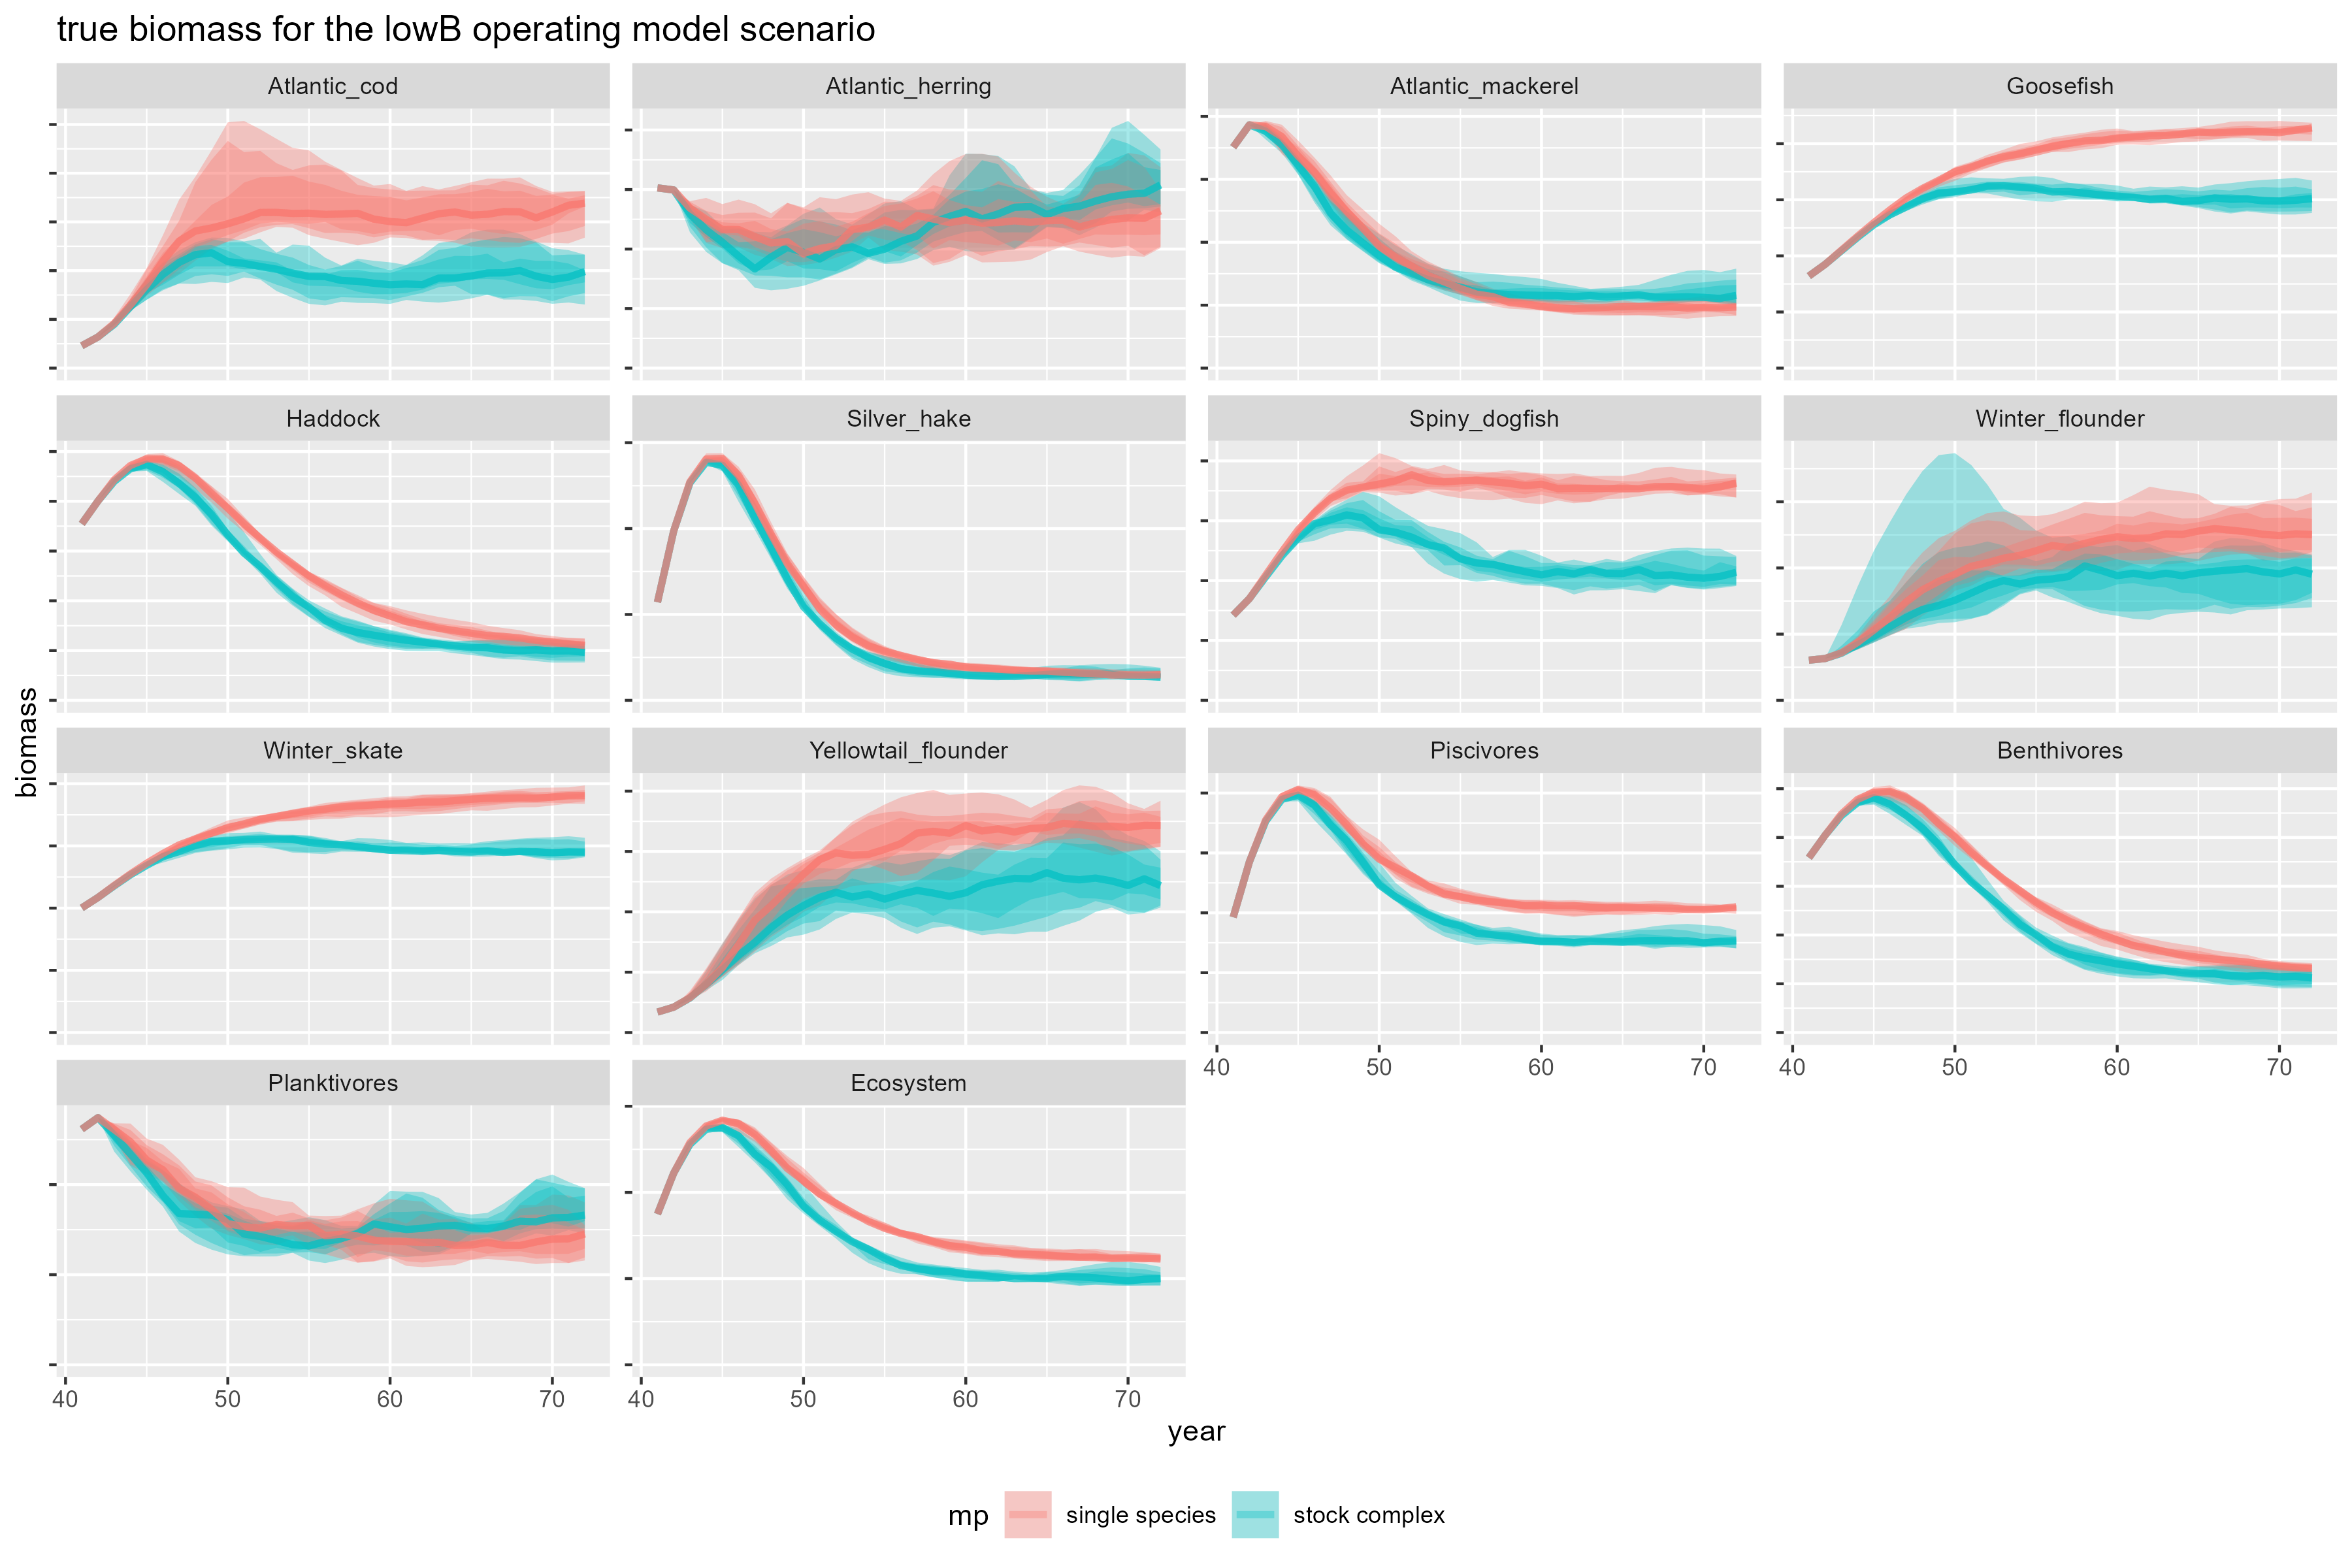 true biomass for the lowB operating model scenario
Atlantic_cod
Atlantic_herring
Atlantic_mackerel
Goosefish
Haddock
Silver_hake
Spiny_dogfish
Winter_flounder
Winter_skate
Yellowtail_flounder
Piscivores
Benthivores
40 50 60 70
40 50 60 70
Planktivores
Ecosystem
40 50 60 70
40 50 60 70
biomass
year
mp single species stock complex